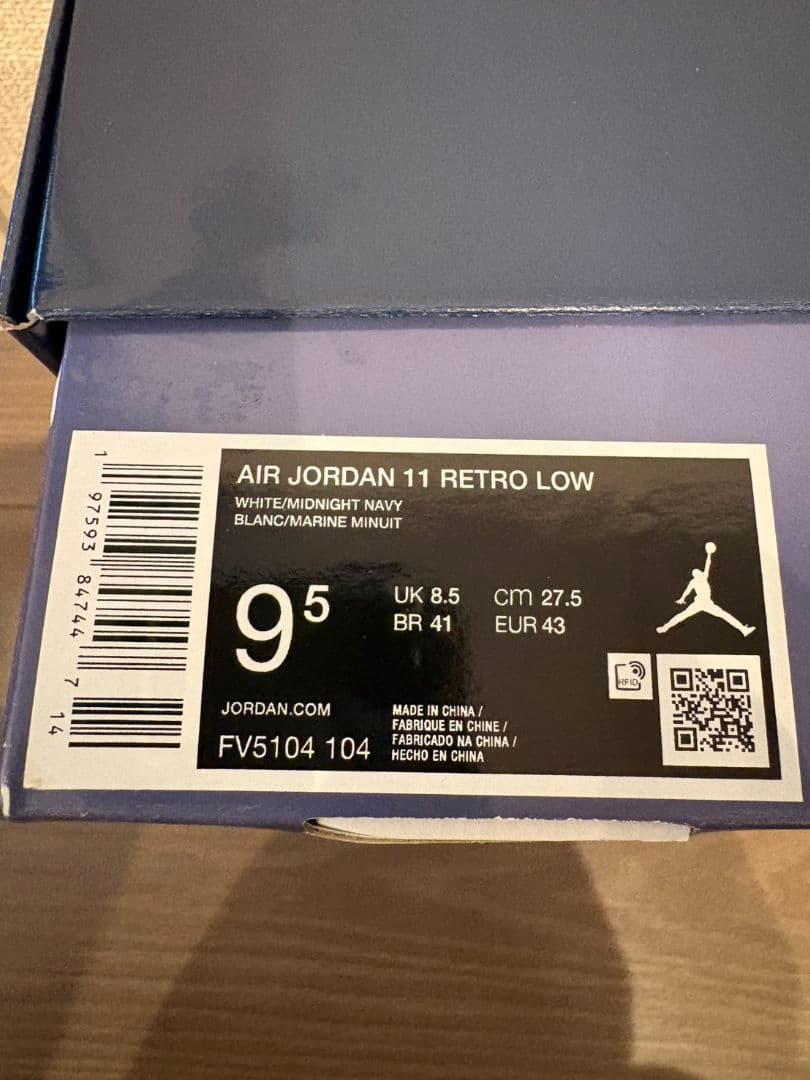 AIR JORDAN 11 RETRO LOW
WHITE/MIDNIGHT NAVY
BLANC/MARINE MINUIT
9 5
UK 8.5
BR 41
cm 27.5
EUR 43
JORDAN.COM
FV5104 104
MADE IN CHINA /
FABRIQUE EN CHINE /
FABRICADO NA CHINA /
HECHO EN CHINA
RFID
1 97593 84744 7 14